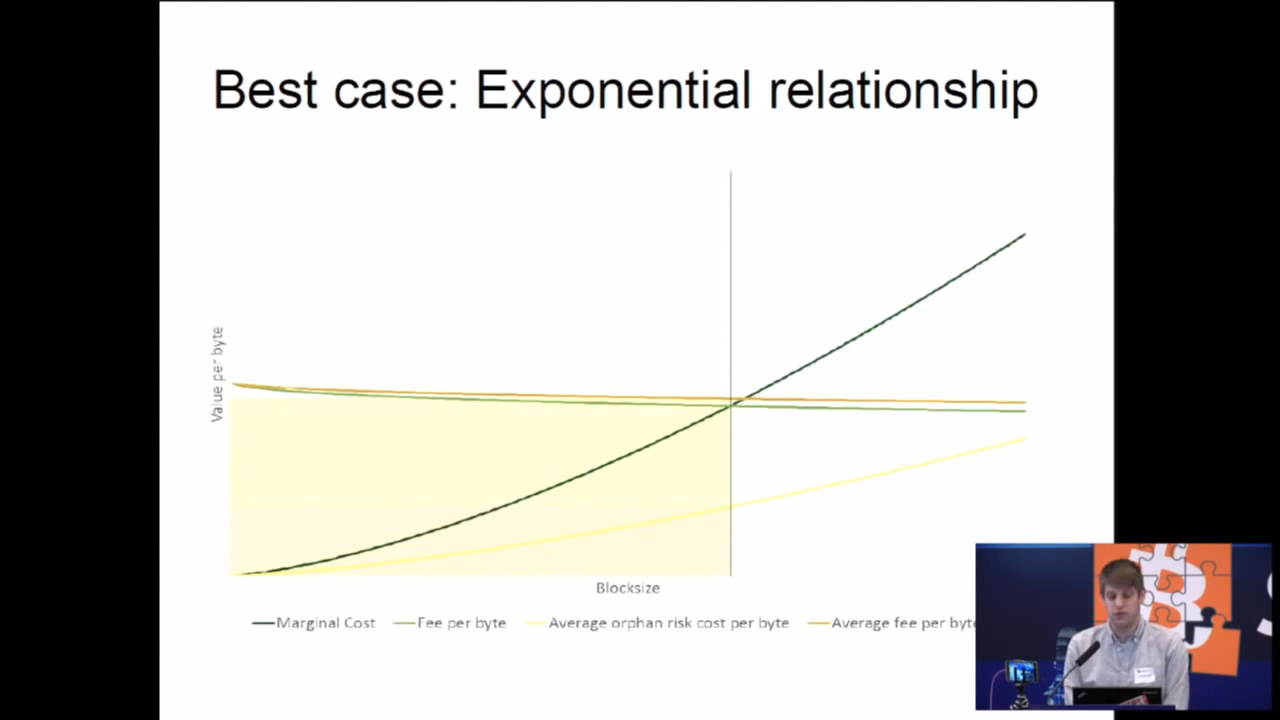 Best case: Exponential relationship
Value per byte
Blocksize
Marginal Cost Fee per byte Average orphan risk cost per byte Average fee per byte